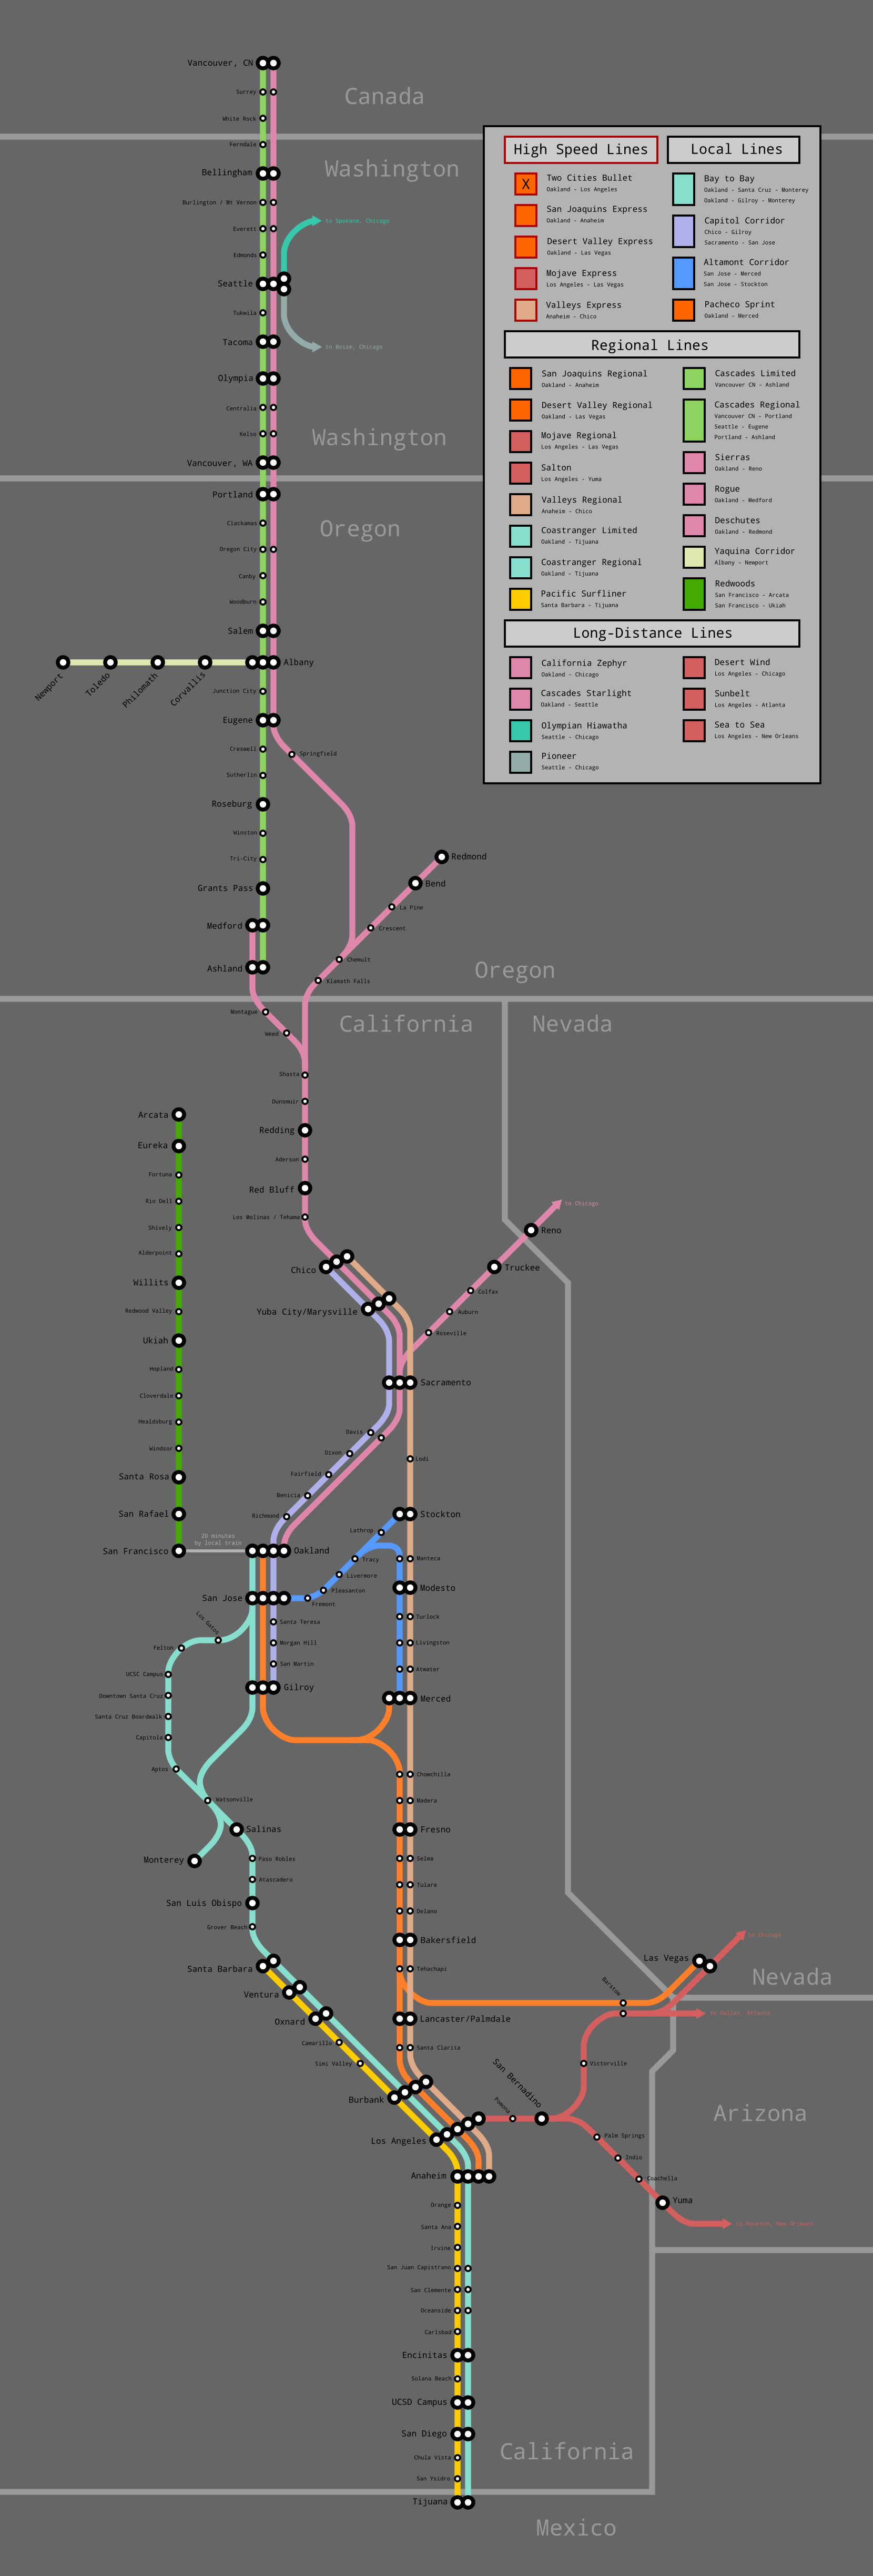 Vancouver, CN
Surrey
White Rock
Canada
Ferndale
Washington
Bellingham
Burlington / Mt Vernon
to Spokane, Chicago
Everett
Edmonds
Seattle
Tukwila
Tacoma
to Boise, Chicago
Olympia
Centralia
Kelso
Washington
Vancouver, WA
Portland
Clackamas
Oregon
Oregon City
Canby
Woodburn
Salem
Albany
Newport
Toledo
Philomath
Corvallis
Junction City
Eugene
Creswell
Springfield
Sutherlin
Roseburg
Winston
Tri-City
Redmond
Bend
Grants Pass
La Pine
Medford
Crescent
Chemult
Ashland
Klamath Falls
Oregon
Montague
California
Nevada
Weed
Shasta
Dunsmuir
Redding
Aderson
Red Bluff
Los Molinas / Tehama
Arcata
Eureka
Fortuna
Rio Dell
Shively
Alderpoint
Willits
Redwood Valley
Ukiah
Hopland
Cloverdale
Healdsburg
Windsor
Santa Rosa
San Rafael
San Francisco
20 minutes
by local train
to Chicago
Reno
Truckee
Colfax
Auburn
Roseville
Chico
Yuba City/Marysville
Sacramento
Davis
Dixon
Lodi
Fairfield
Benicia
Richmond
Stockton
Lathrop
Oakland
Tracy
Manteca
Livermore
Pleasanton
Modesto
San Jose
Fremont
Los Gatos
Turlock
Santa Teresa
Livingston
Morgan Hill
Atwater
San Martin
Felton
UCSC Campus
Downtown Santa Cruz
Santa Cruz Boardwalk
Capitola
Aptos
Gilroy
Merced
Chowchilla
Watsonville
Madera
Salinas
Fresno
Monterey
Paso Robles
Selma
Atascadero
Tulare
San Luis Obispo
Delano
Grover Beach
Bakersfield
Las Vegas
to Chicago
Santa Barbara
Tehachapi
Nevada
Barstow
Ventura
Oxnard
Lancaster/Palmdale
to Dallas, Atlanta
Camarillo
Santa Clarita
Simi Valley
Victorville
San Bernadino
Burbank
Pomona
Arizona
Los Angeles
Palm Springs
Indio
Anaheim
Coachella
Yuma
Orange
Santa Ana
to Houston, New Orleans
Irvine
San Juan Capistrano
San Clemente
Oceanside
Carlsbad
Encinitas
Solana Beach
UCSD Campus
San Diego
California
Chula Vista
San Ysidro
Tijuana
Mexico
High Speed Lines
X
Two Cities Bullet
Oakland - Los Angeles
San Joaquins Express
Oakland - Anaheim
Desert Valley Express
Oakland - Las Vegas
Mojave Express
Los Angeles - Las Vegas
Valleys Express
Anaheim - Chico
Local Lines
Bay to Bay
Oakland - Santa Cruz - Monterey
Oakland - Gilroy - Monterey
Capitol Corridor
Chico - Gilroy
Sacramento - San Jose
Altamont Corridor
San Jose - Merced
San Jose - Stockton
Pacheco Sprint
Oakland - Merced
Regional Lines
San Joaquins Regional
Oakland - Anaheim
Desert Valley Regional
Oakland - Las Vegas
Mojave Regional
Los Angeles - Las Vegas
Salton
Los Angeles - Yuma
Valleys Regional
Anaheim - Chico
Coastranger Limited
Oakland - Tijuana
Coastranger Regional
Oakland - Tijuana
Pacific Surfliner
Santa Barbara - Tijuana
Cascades Limited
Vancouver CN - Ashland
Cascades Regional
Vancouver CN - Portland
Seattle - Eugene
Portland - Ashland
Sierras
Oakland - Reno
Rogue
Oakland - Medford
Deschutes
Oakland - Redmond
Yaquina Corridor
Albany - Newport
Redwoods
San Francisco - Arcata
San Francisco - Ukiah
Long-Distance Lines
California Zephyr
Oakland - Chicago
Cascades Starlight
Oakland - Seattle
Olympian Hiawatha
Seattle - Chicago
Pioneer
Seattle - Chicago
Desert Wind
Los Angeles - Chicago
Sunbelt
Los Angeles - Atlanta
Sea to Sea
Los Angeles - New Orleans